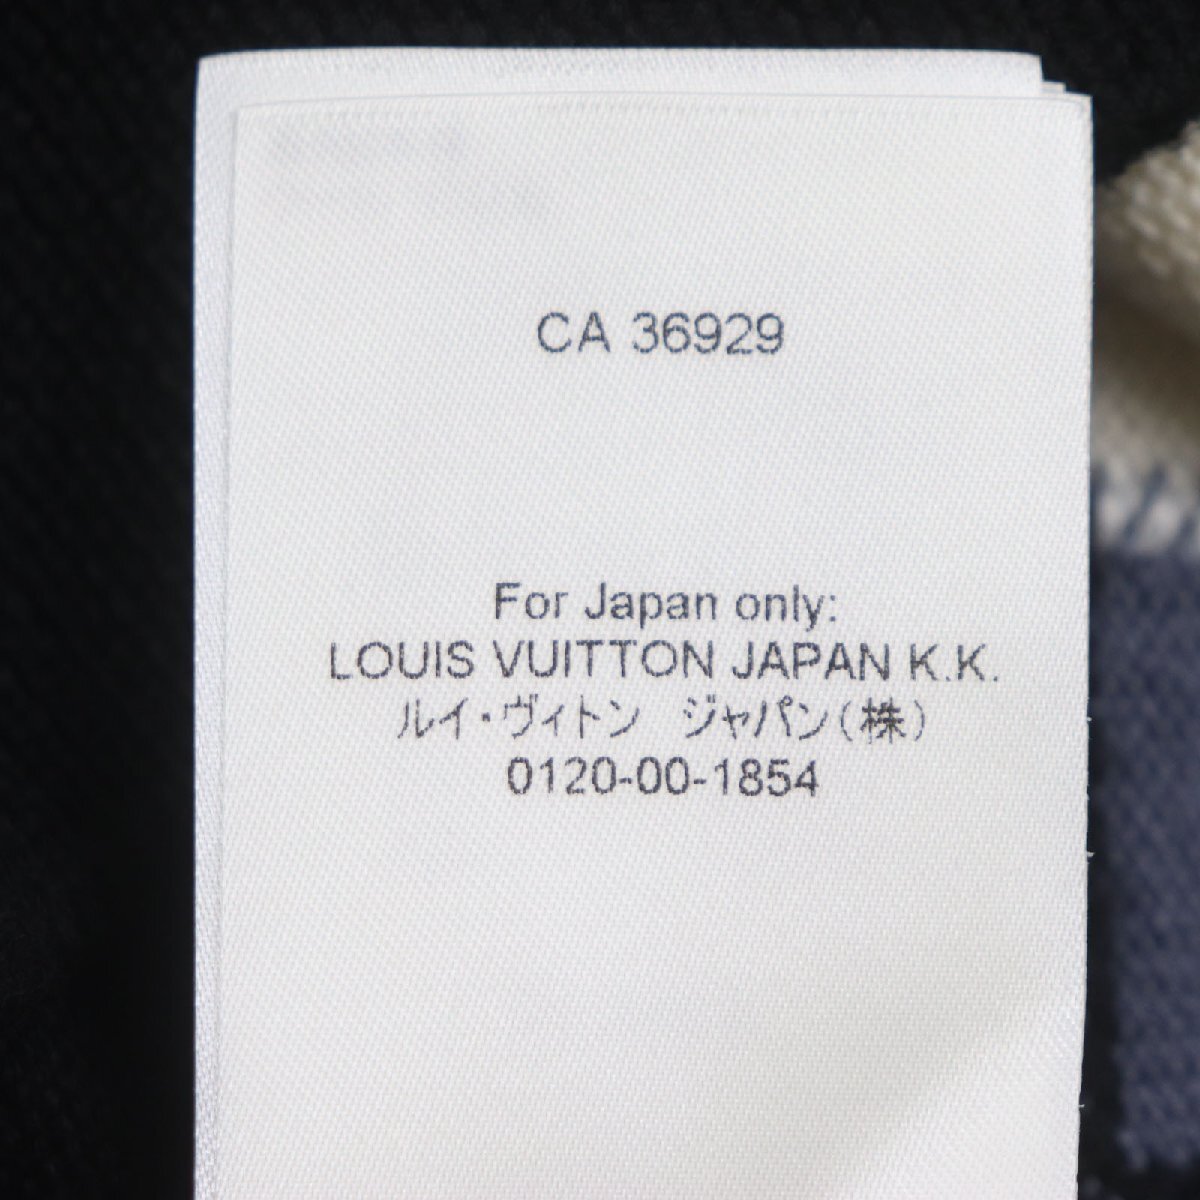 CA 36929
For Japan only:
LOUIS VUITTON JAPAN K.K.
ルイ・ヴィトン　ジャパン(株)
0120-00-1854